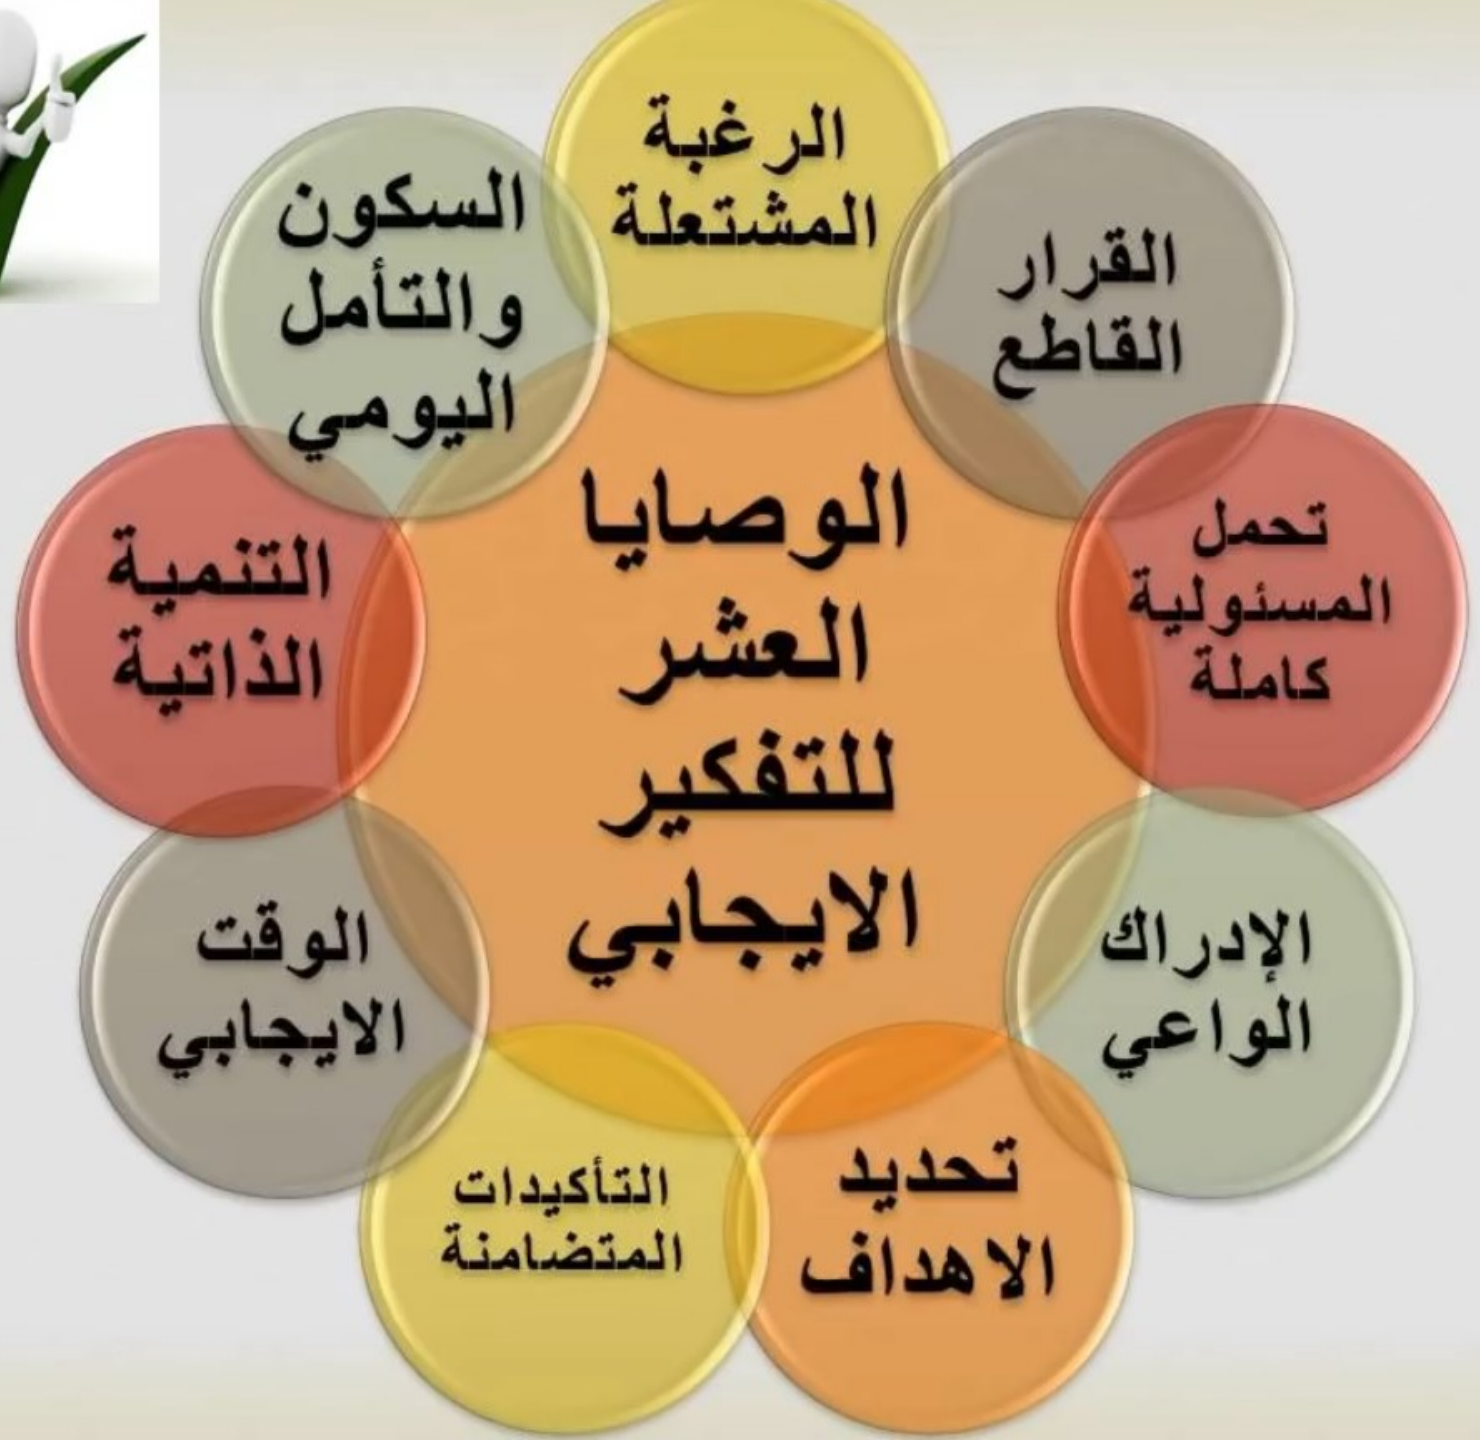 الوصايا
العشر
للتفكير
الايجابي
الرغبة
المشتعلة
القرار
القاطع
تحمل
المسئولية
كاملة
الإدراك
الواعي
تحديد
الاهداف
التأكيدات
المتضامنة
الوقت
الايجابي
التنمية
الذاتية
السكون
والتأمل
اليومي